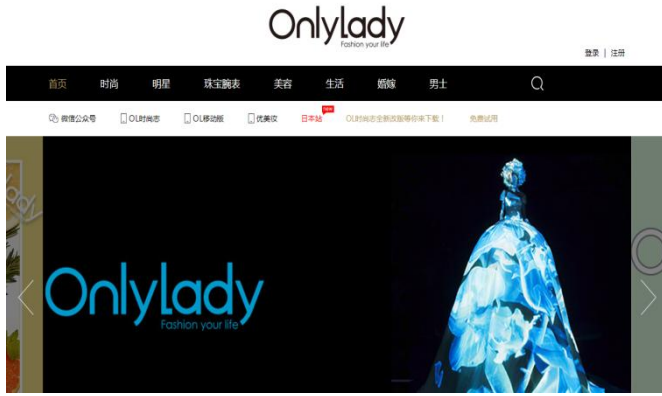 Onlylady
Fashion your life
登录 | 注册
首页 时尚 明星 珠宝腕表 美容 生活 婚嫁 男士
微信公众号 OL时尚志 OL移动版 优美妆 日本站 new OL时尚志全新改版等你来下载！ 免费试用
lady
Onlylady
Fashion your life